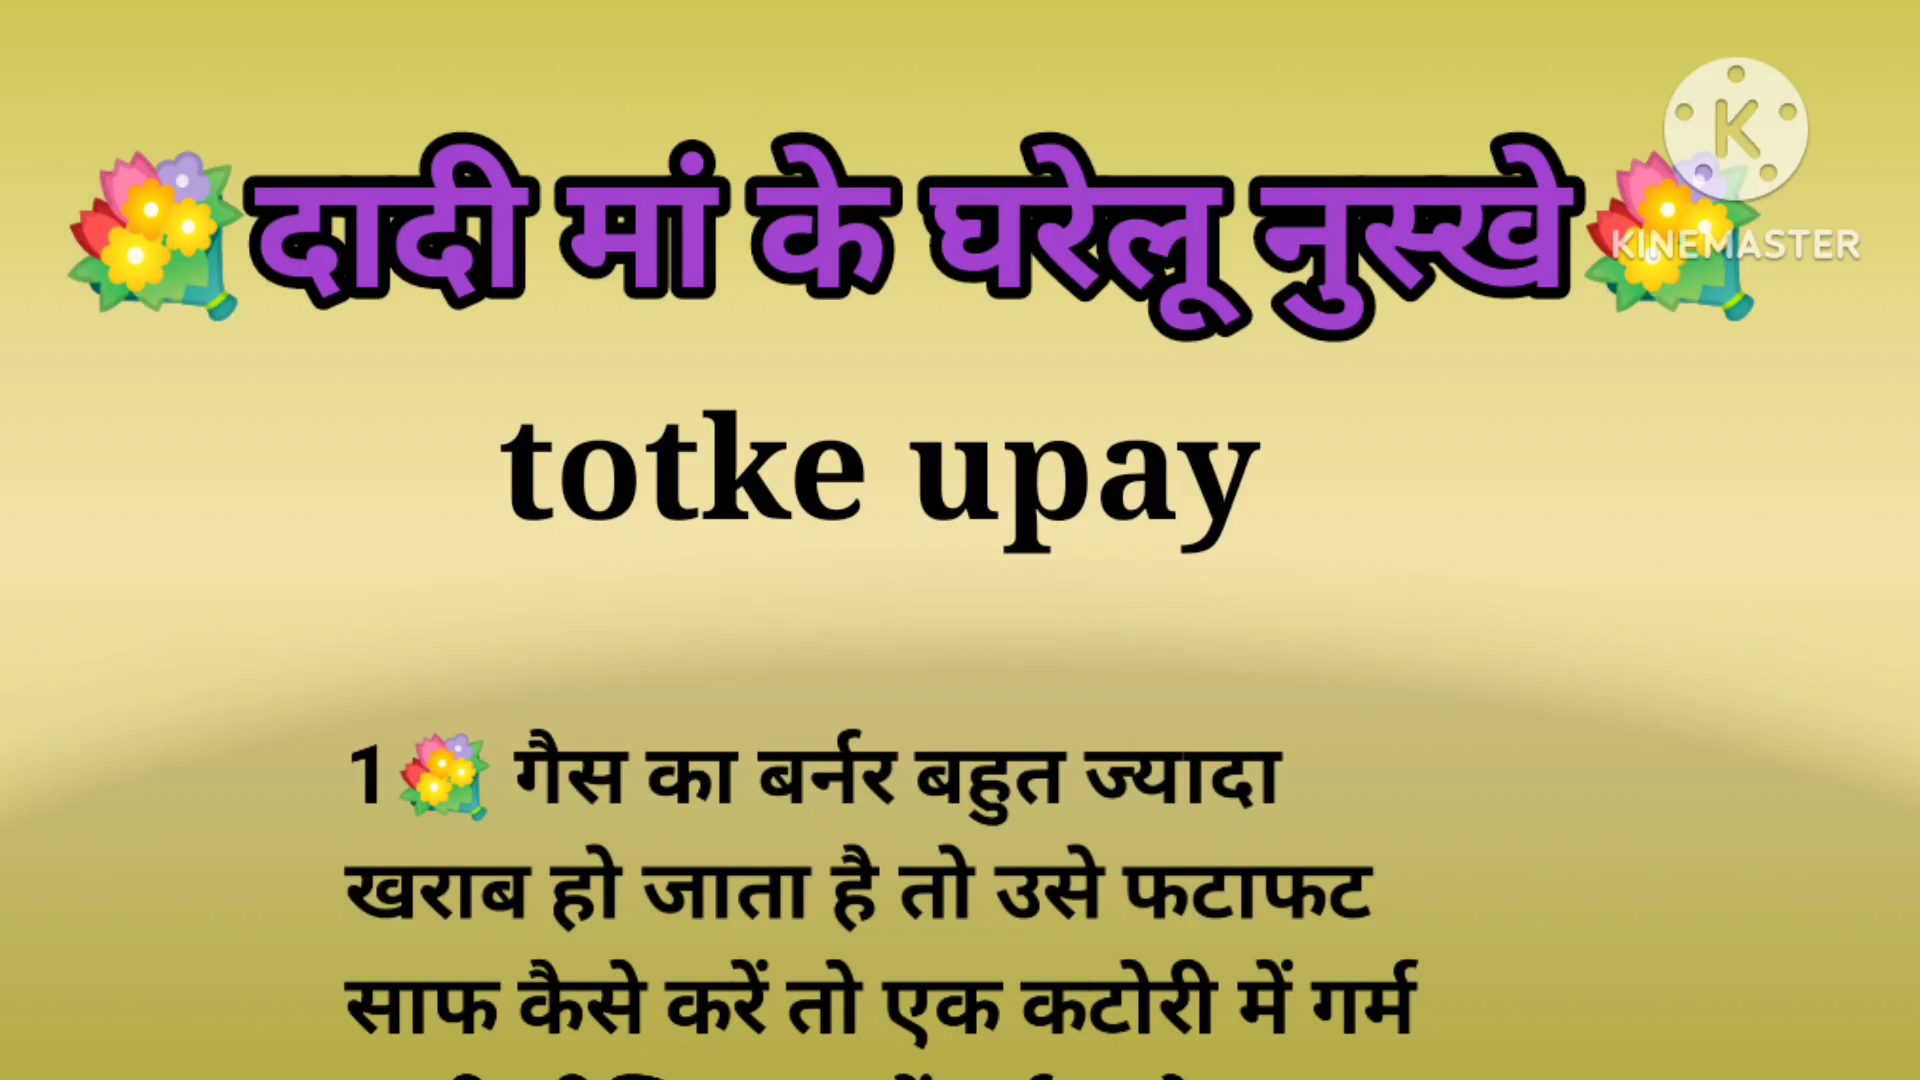 💐दादी मां के घरेलू नुस्खे💐
K
KINEMASTER
totke upay
1💐 गैस का बर्नर बहुत ज्यादा
खराब हो जाता है तो उसे फटाफट
साफ कैसे करें तो एक कटोरी में गर्म